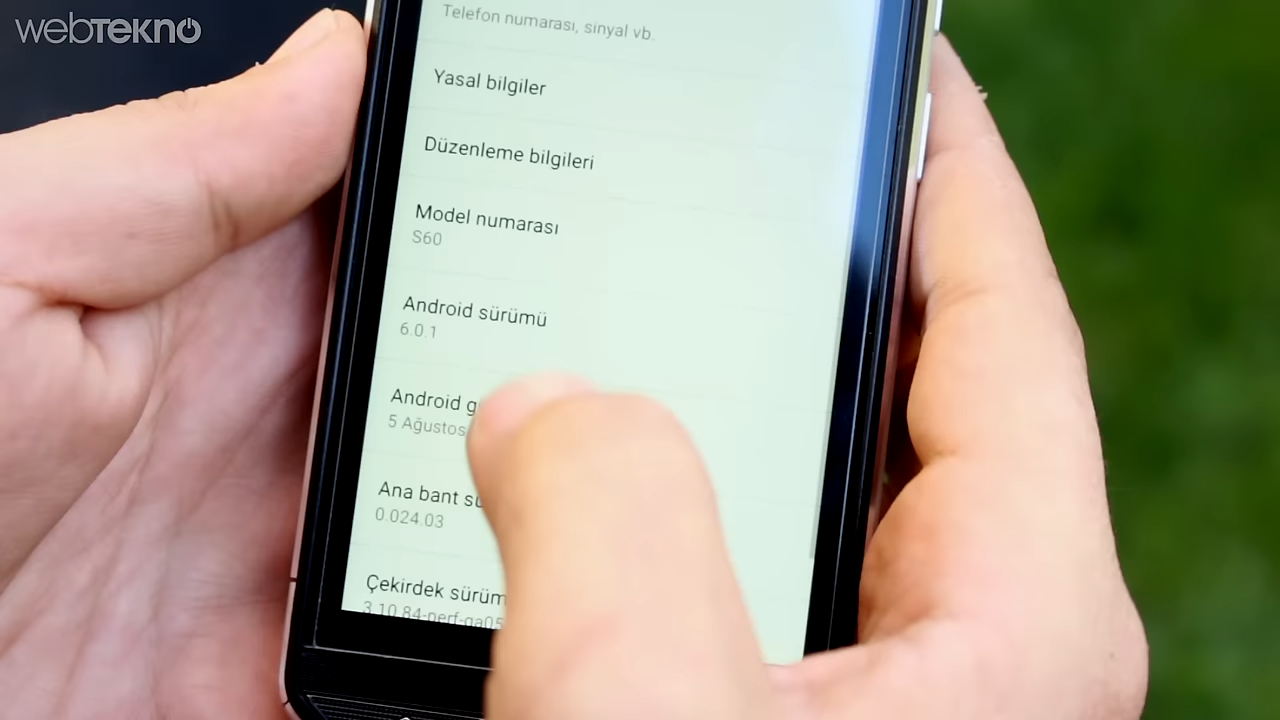 webtekno
Telefon numarası, sinyal vb.
Yasal bilgiler
Düzenleme bilgileri
Model numarası
S60
Android sürümü
6.0.1
Android
5 Ağustos
Ana bant
0.024.03
Çekirdek